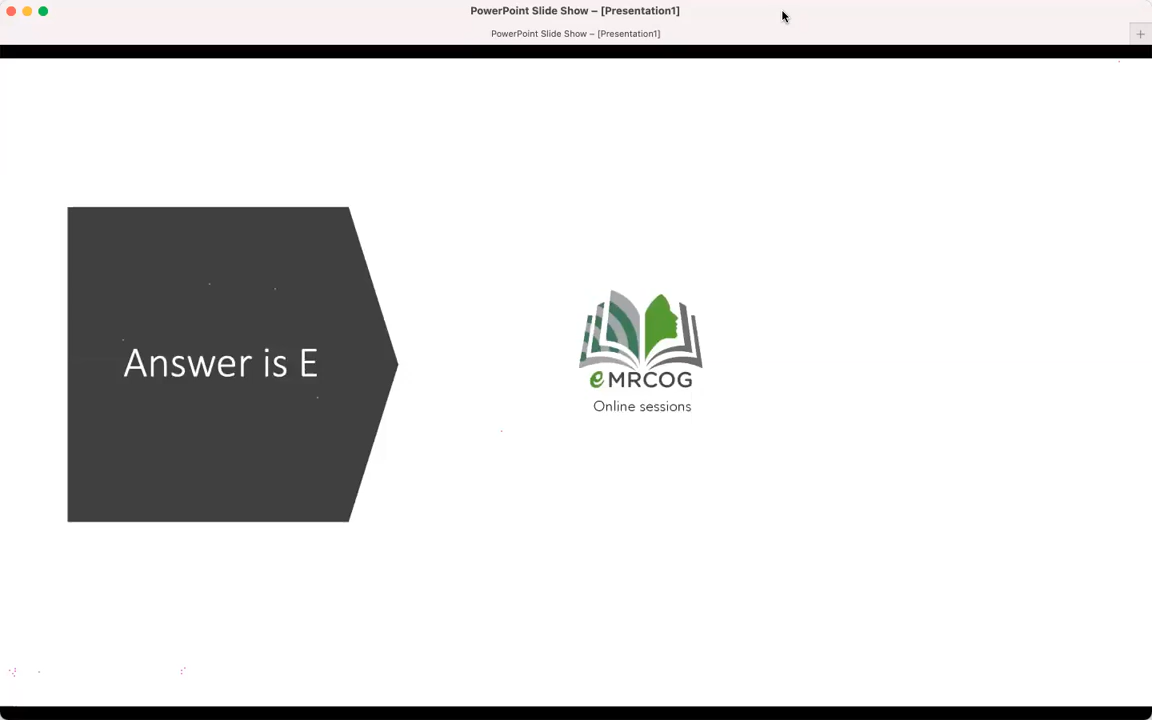 PowerPoint Slide Show – [Presentation1]
PowerPoint Slide Show – [Presentation1]
Answer is E
eMRCOG
Online sessions